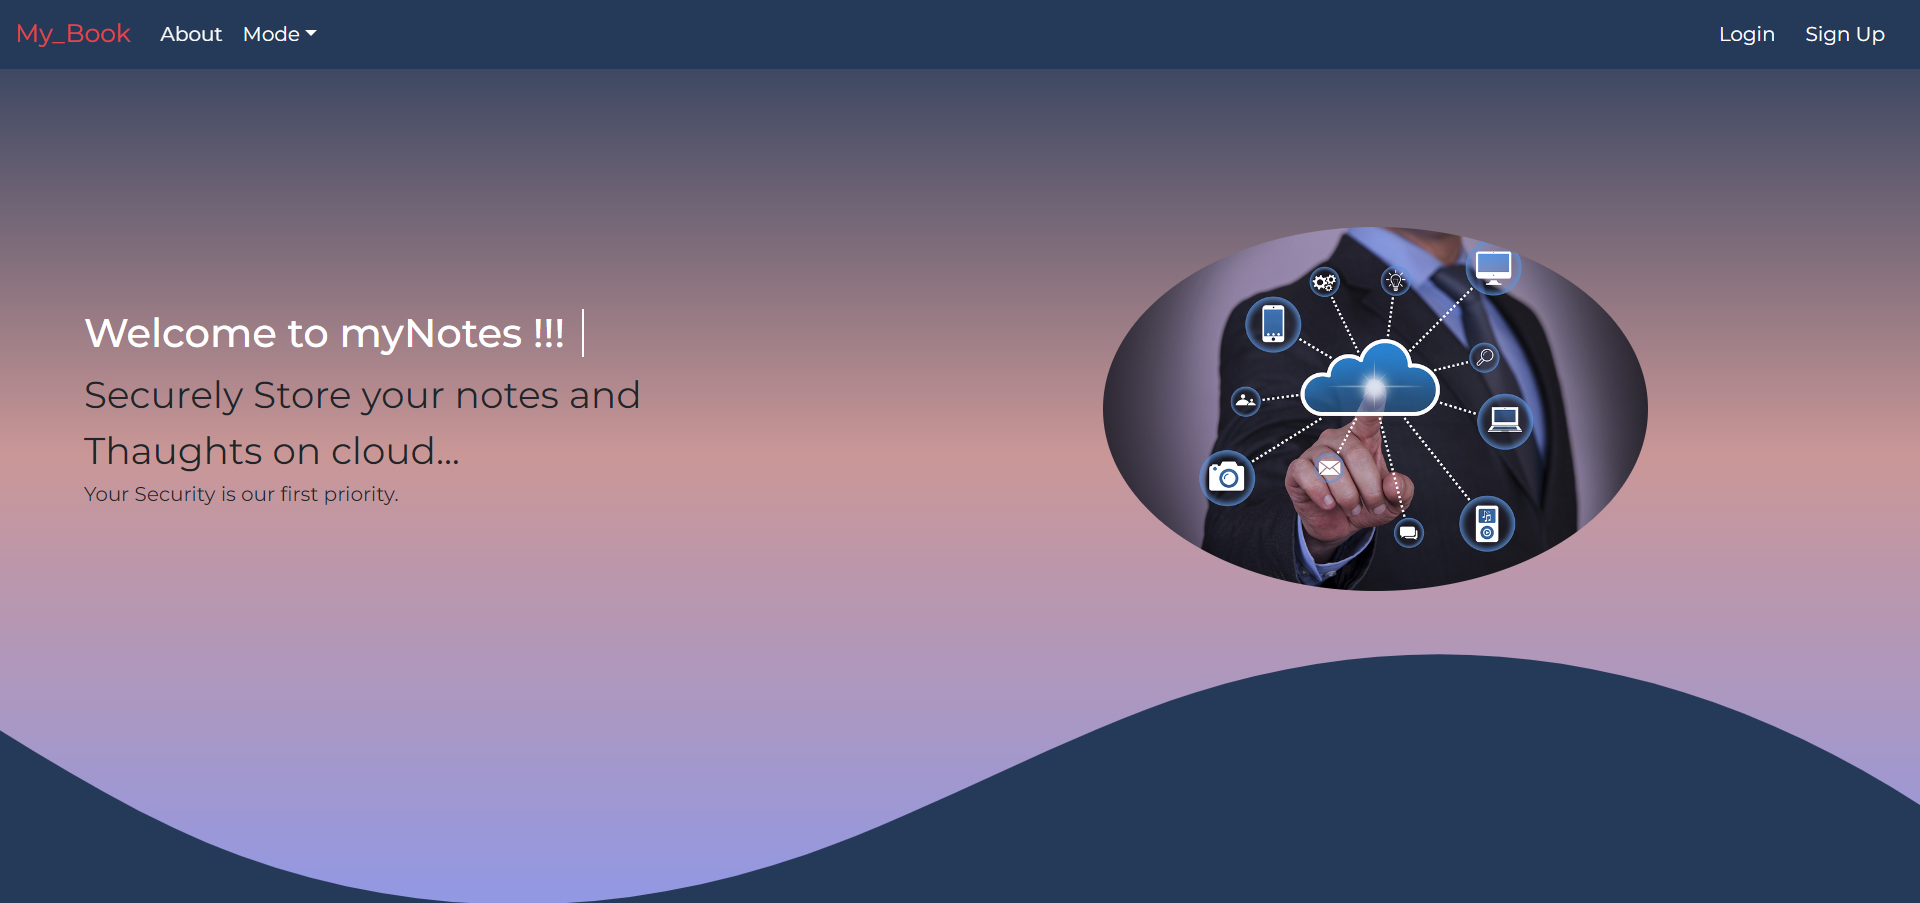 My_Book About Mode Login Sign Up
Welcome to myNotes !!!
Securely Store your notes and
Thaughts on cloud...
Your Security is our first priority.